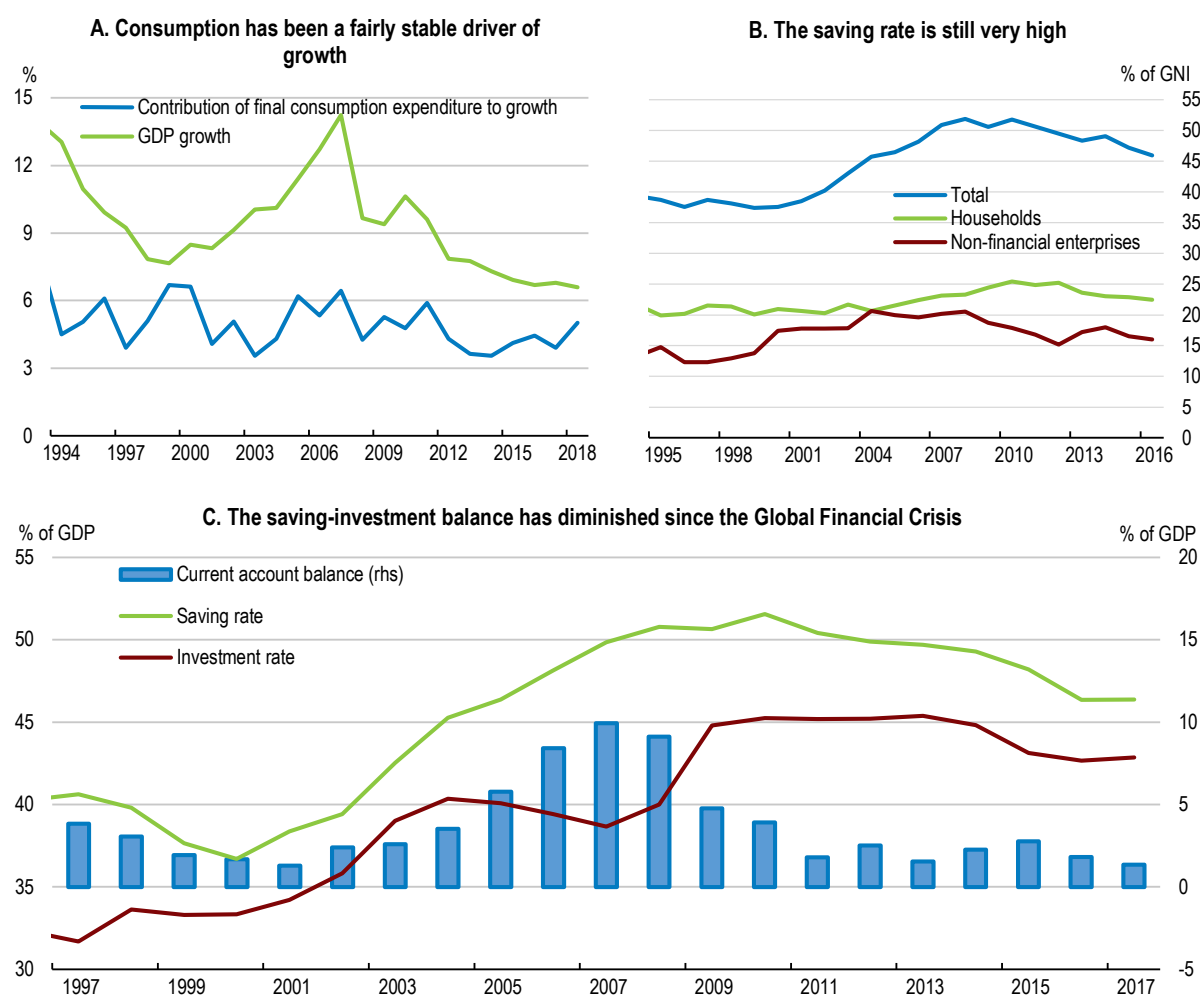 A. Consumption has been a fairly stable driver of
growth
%
15
12
9
6
3
0
Contribution of final consumption expenditure to growth
GDP growth
1994 1997 2000 2003 2006 2009 2012 2015 2018
B. The saving rate is still very high
% of GNI
55
50
45
40
35
30
25
20
15
10
5
0
Total
Households
Non-financial enterprises
1995 1998 2001 2004 2007 2010 2013 2016
C. The saving-investment balance has diminished since the Global Financial Crisis
% of GDP
% of GDP
55
50
45
40
35
30
Current account balance (rhs)
Saving rate
Investment rate
20
15
10
5
0
-5
1997 1999 2001 2003 2005 2007 2009 2011 2013 2015 2017